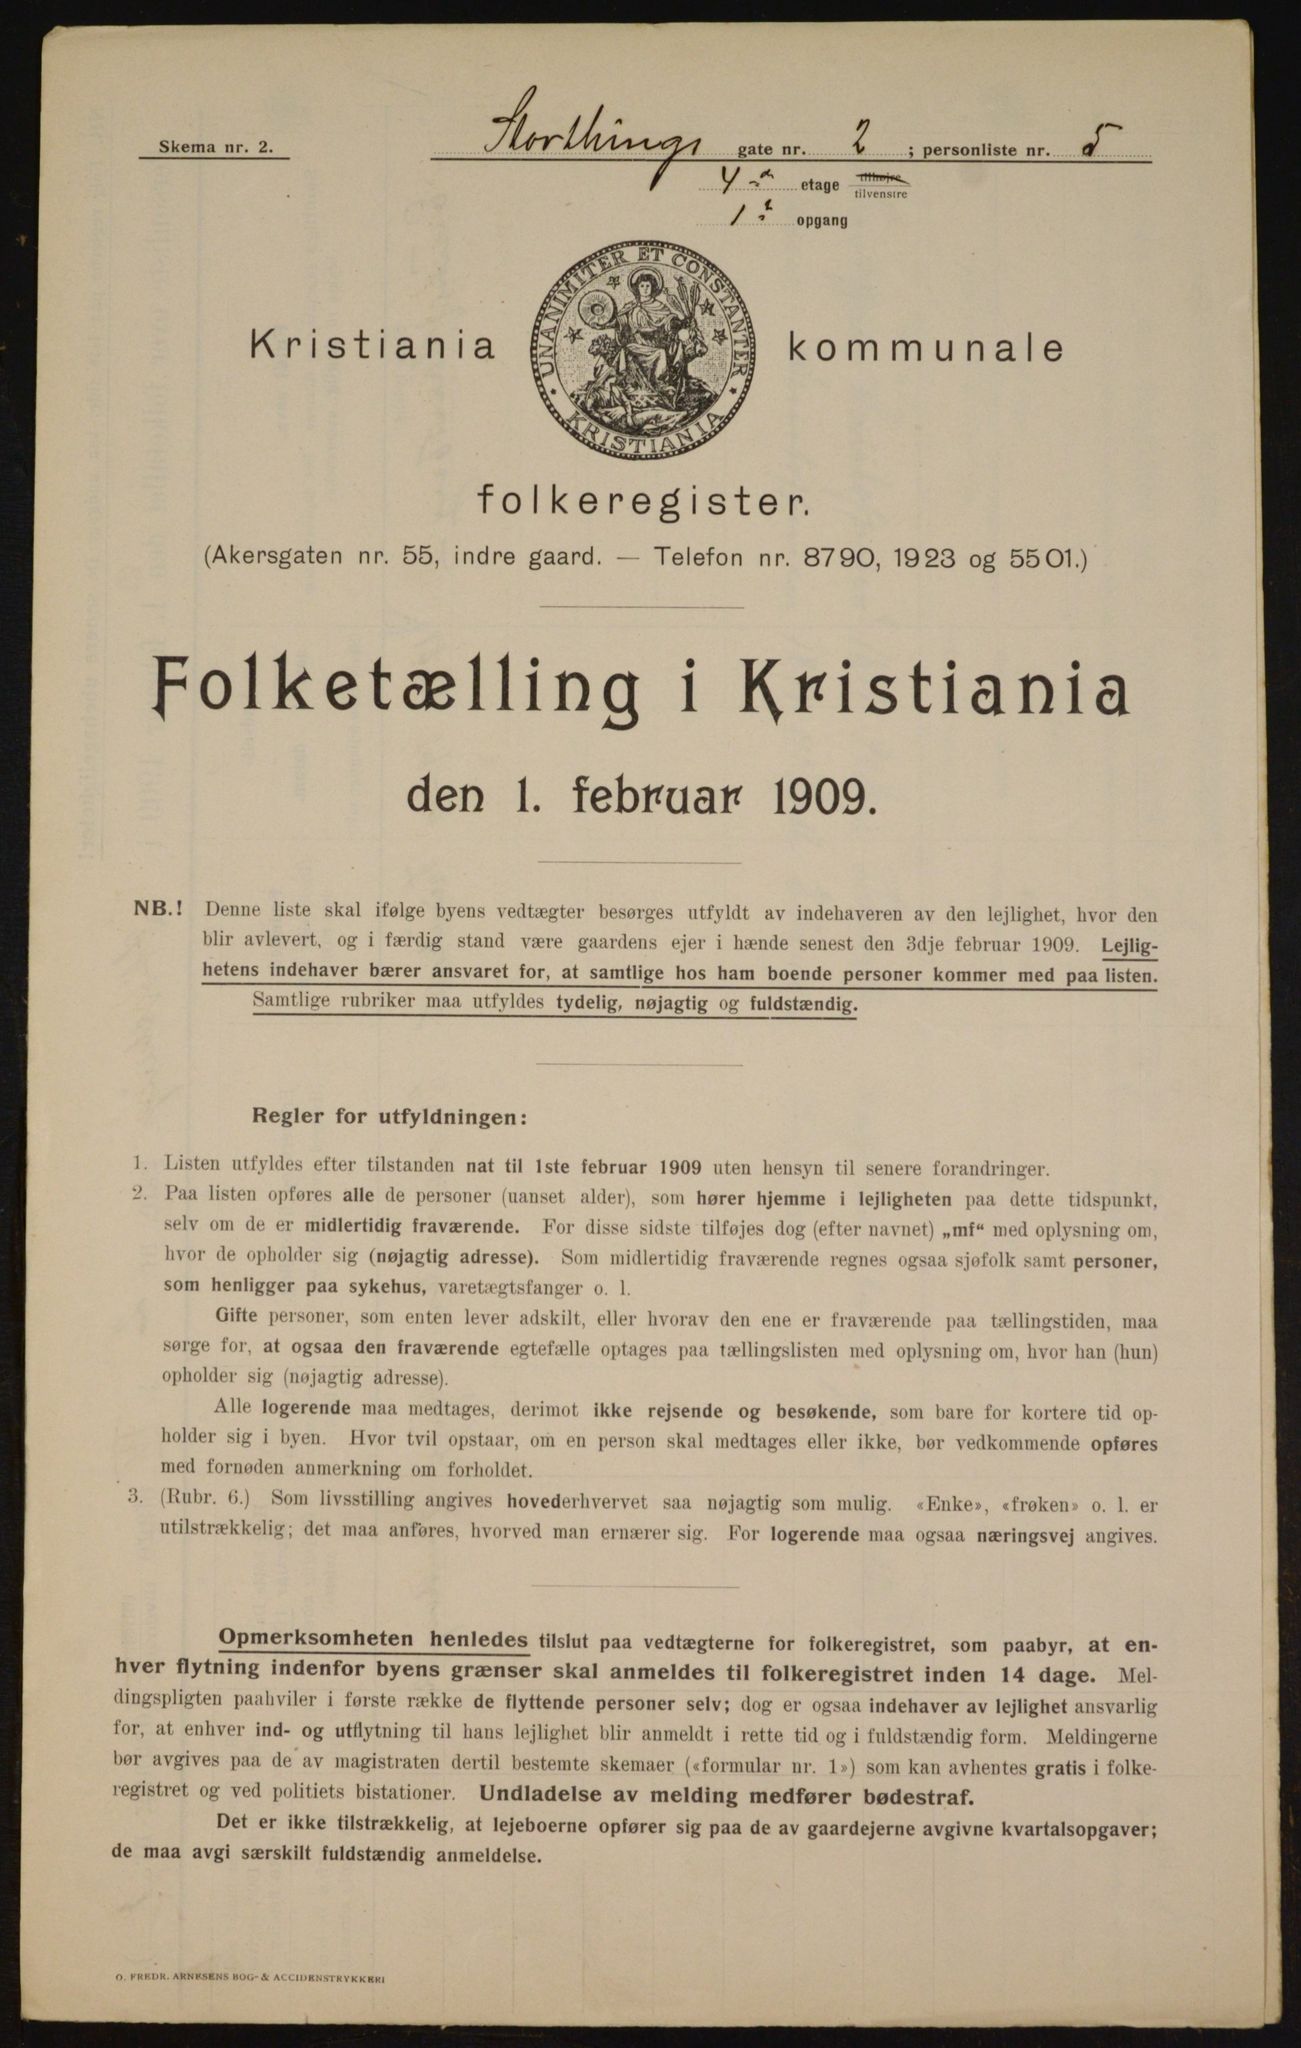 Skema nr. 2.
Storthings gate nr. 2 ; personliste nr. 5
4de etage tilhøjre
tilvenstre
1ste opgang
UNANIMITER ET CONSTANTER
KRISTIANIA
Kristiania kommunale
folkeregister.
(Akersgaten nr. 55, indre gaard. — Telefon nr. 8790, 1923 og 5501.)
Folketælling i Kristiania
den 1. februar 1909.
NB.! Denne liste skal ifølge byens vedtægter besørges utfyldt av indehaveren av den lejlighet, hvor den
blir avlevert, og i færdig stand være gaardens ejer i hænde senest den 3dje februar 1909. Lejlig-
hetens indehaver bærer ansvaret for, at samtlige hos ham boende personer kommer med paa listen.
Samtlige rubriker maa utfyldes tydelig, nøjagtig og fuldstændig.
Regler for utfyldningen:
1. Listen utfyldes efter tilstanden nat til 1ste februar 1909 uten hensyn til senere forandringer.
2. Paa listen opføres alle de personer (uanset alder), som hører hjemme i lejligheten paa dette tidspunkt,
selv om de er midlertidig fraværende. For disse sidste tilføjes dog (efter navnet) „mf“ med oplysning om,
hvor de opholder sig (nøjagtig adresse). Som midlertidig fraværende regnes ogsaa sjøfolk samt personer,
som henligger paa sykehus, varetægtsfanger o. l.
Gifte personer, som enten lever adskilt, eller hvorav den ene er fraværende paa tællingstiden, maa
sørge for, at ogsaa den fraværende egtefælle optages paa tællingslisten med oplysning om, hvor han (hun)
opholder sig (nøjagtig adresse).
Alle logerende maa medtages, derimot ikke rejsende og besøkende, som bare for kortere tid op-
holder sig i byen. Hvor tvil opstaar, om en person skal medtages eller ikke, bør vedkommende opføres
med fornøden anmerkning om forholdet.
3. (Rubr. 6.) Som livsstilling angives hovederhvervet saa nøjagtig som mulig. «Enke», «frøken» o. l. er
utilstrækkelig; det maa anføres, hvorved man ernærer sig. For logerende maa ogsaa næringsvej angives.
Opmerksomheten henledes tilslut paa vedtægterne for folkeregistret, som paabyr, at en-
hver flytning indenfor byens grænser skal anmeldes til folkeregistret inden 14 dage. Mel-
dingspligten paahviler i første række de flyttende personer selv; dog er ogsaa indehaver av lejlighet ansvarlig
for, at enhver ind- og utflytning til hans lejlighet blir anmeldt i rette tid og i fuldstændig form. Meldingerne
bør avgives paa de av magistraten dertil bestemte skemaer («formular nr. 1») som kan avhentes gratis i folke-
registret og ved politiets bistationer. Undladelse av melding medfører bødestraf.
Det er ikke tilstrækkelig, at lejeboerne opfører sig paa de av gaardejerne avgivne kvartalsopgaver;
de maa avgi særskilt fuldstændig anmeldelse.
O. FREDR. ARNESENS BOG- & ACCIDENSTRYKKERI